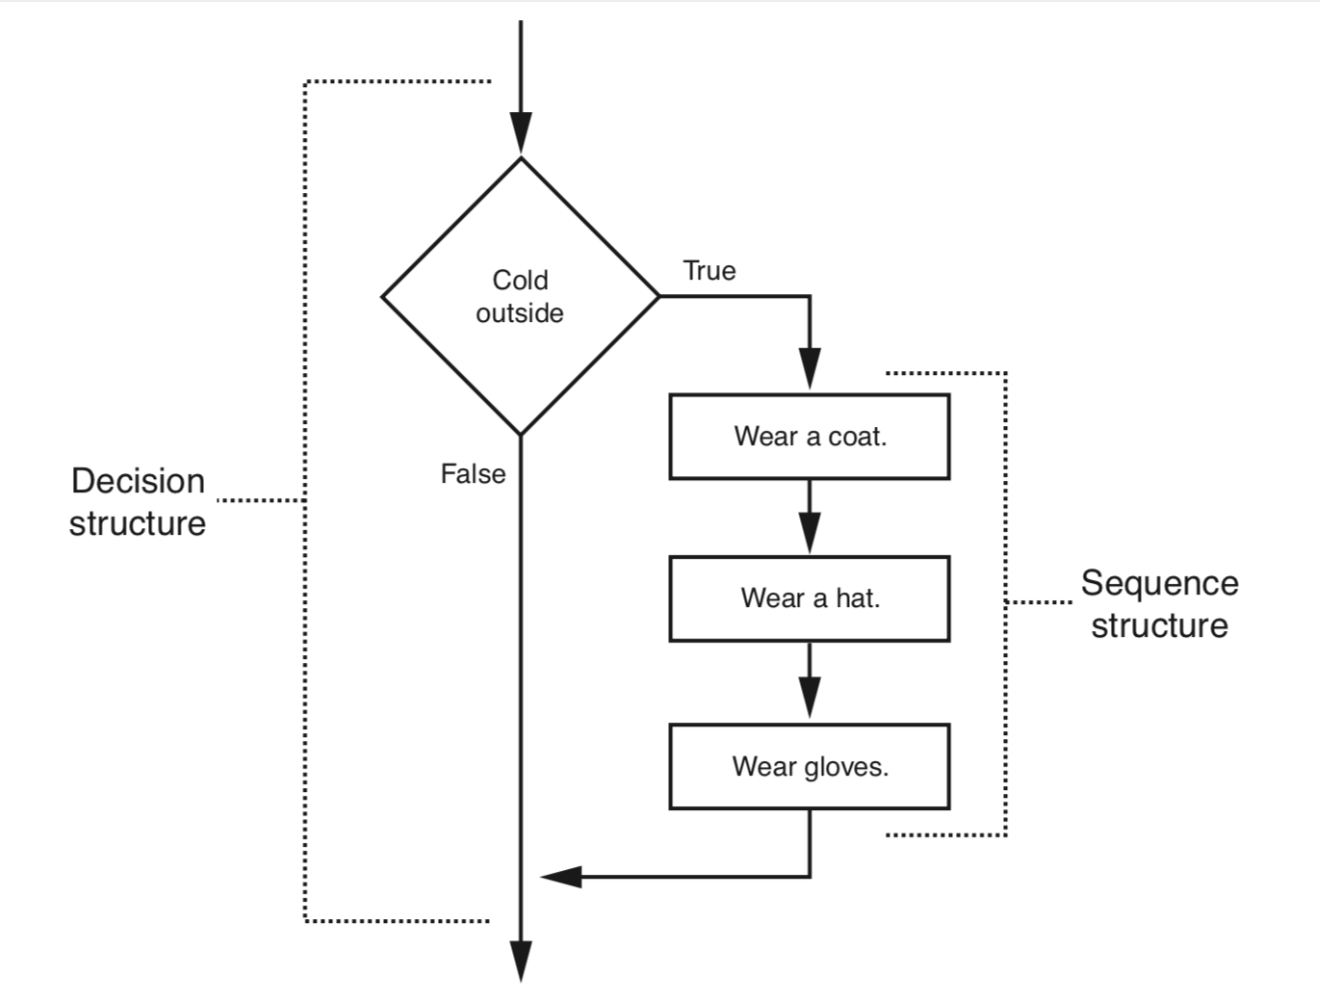 Cold
outside
True
False
Decision
structure
Wear a coat.
Wear a hat.
Sequence
structure
Wear gloves.